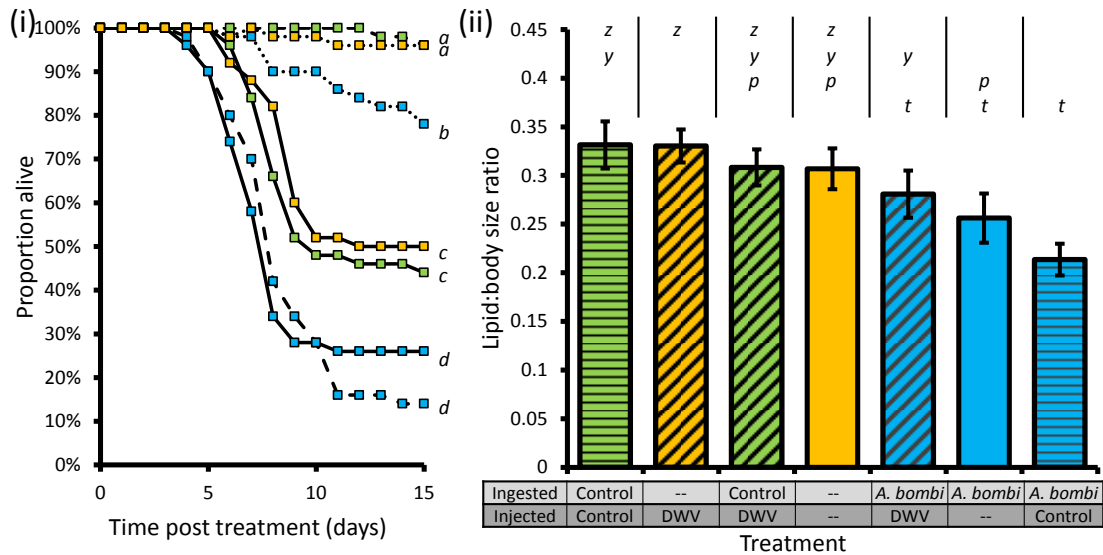 (i)
100%
90%
80%
70%
60%
50%
40%
30%
20%
10%
0%
Proportion alive
0 5 10 15
Time post treatment (days)
a
a
b
c
c
d
d
(ii)
0.45
0.4
0.35
0.3
0.25
0.2
0.15
0.1
0.05
0
Lipid:body size ratio
z z z z
y y y y
p p p
t t t
Ingested Control -- Control -- A. bombi A. bombi A. bombi
Injected Control DWV DWV -- DWV -- Control
Treatment